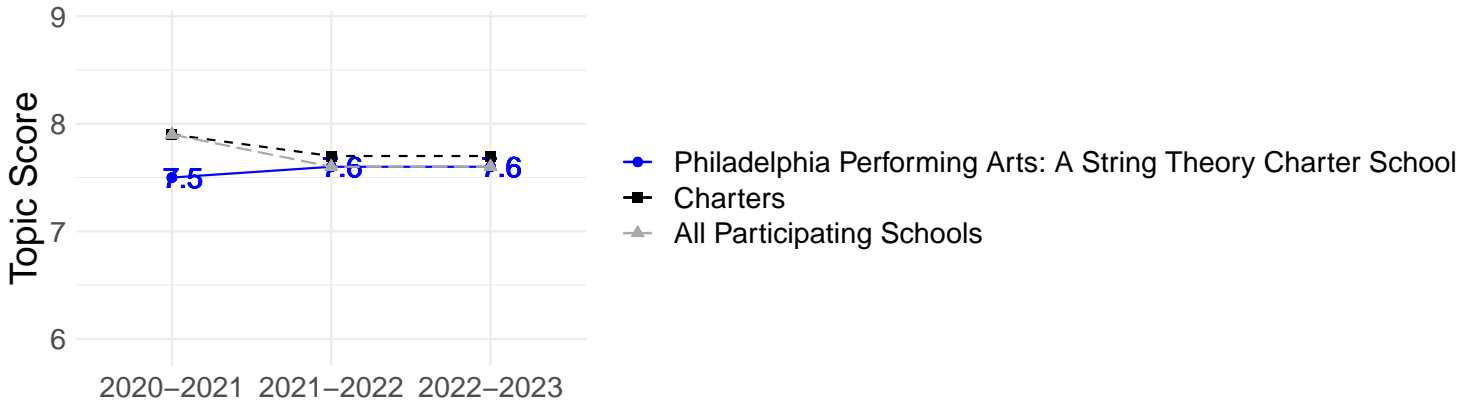 Topic Score
9
8
7
6
7.5
7.6
7.6
2020−2021 2021−2022 2022−2023
Philadelphia Performing Arts: A String Theory Charter School
Charters
All Participating Schools